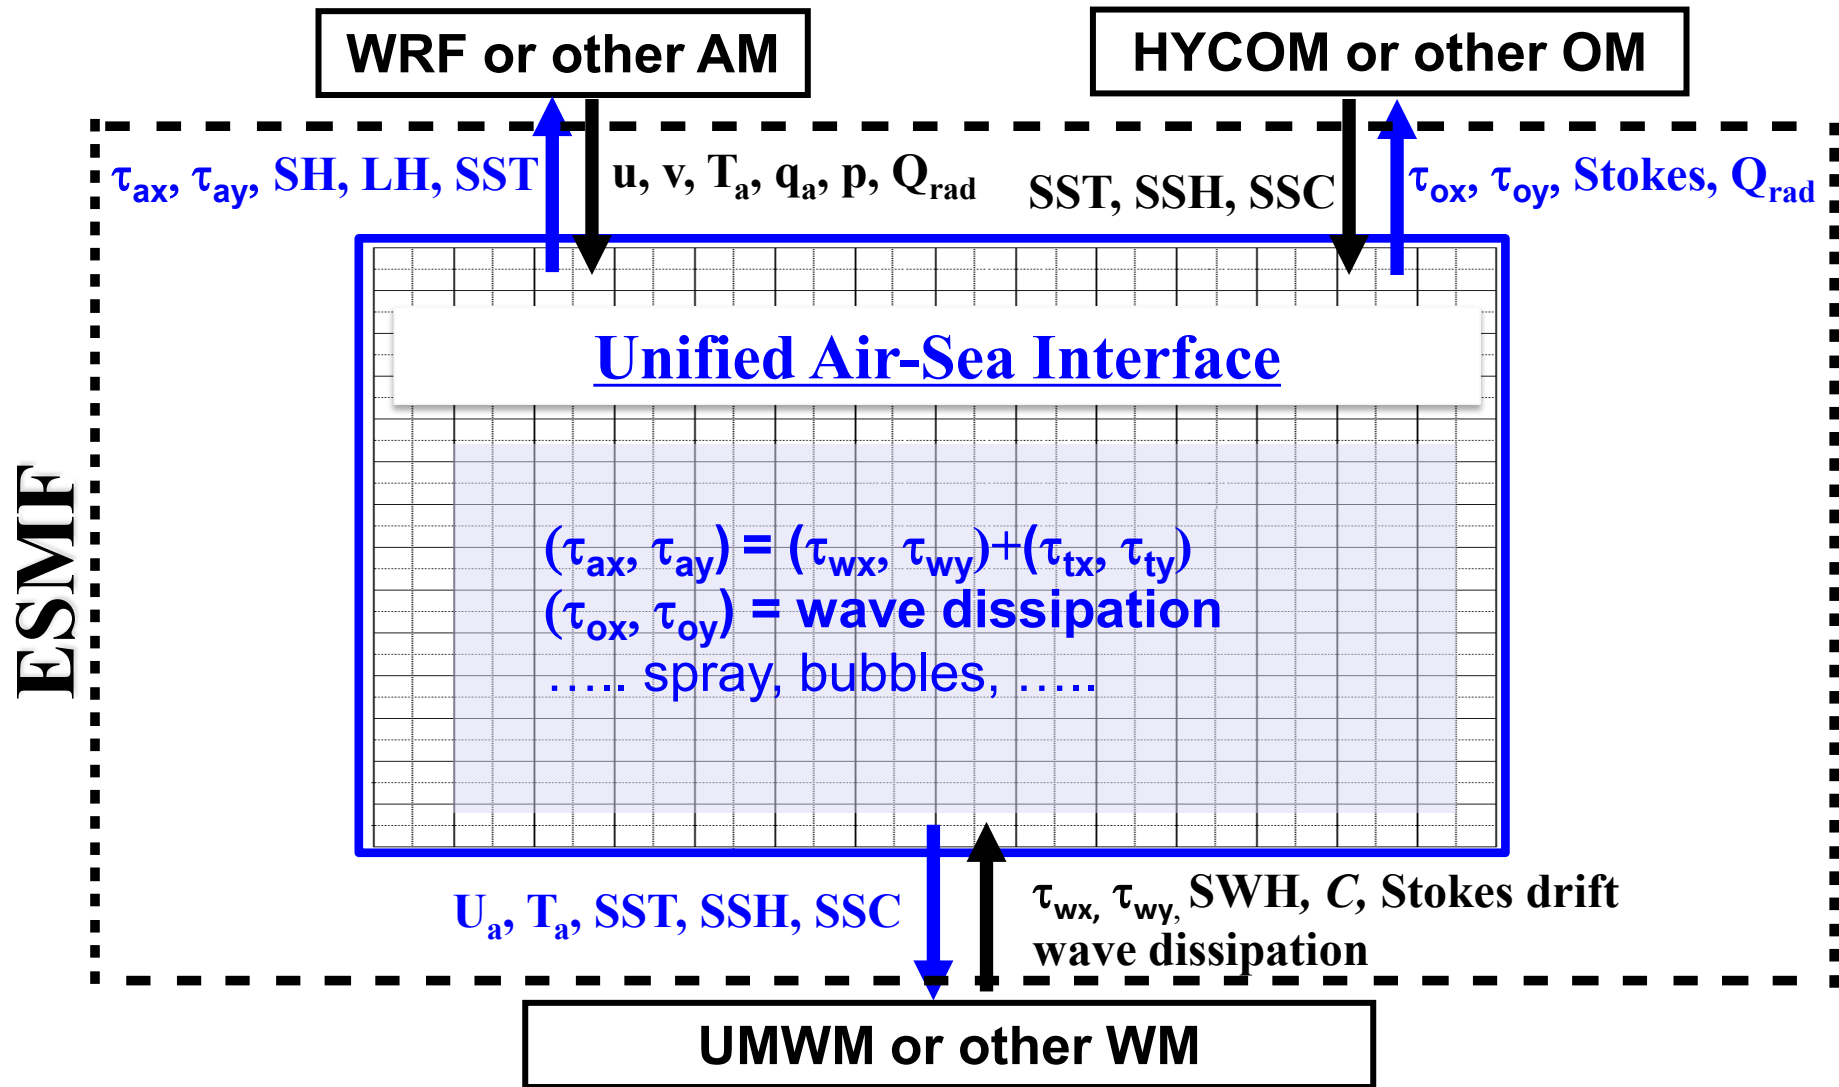 WRF or other AM
HYCOM or other OM
τax, τay, SH, LH, SST
u, v, Ta, qa, p, Qrad
SST, SSH, SSC
τox, τoy, Stokes, Qrad
Unified Air-Sea Interface
ESMF
(τax, τay) = (τwx, τwy)+(τtx, τty)
(τox, τoy) = wave dissipation
….. spray, bubbles, …..
Ua, Ta, SST, SSH, SSC
τwx, τwy, SWH, C, Stokes drift
wave dissipation
UMWM or other WM